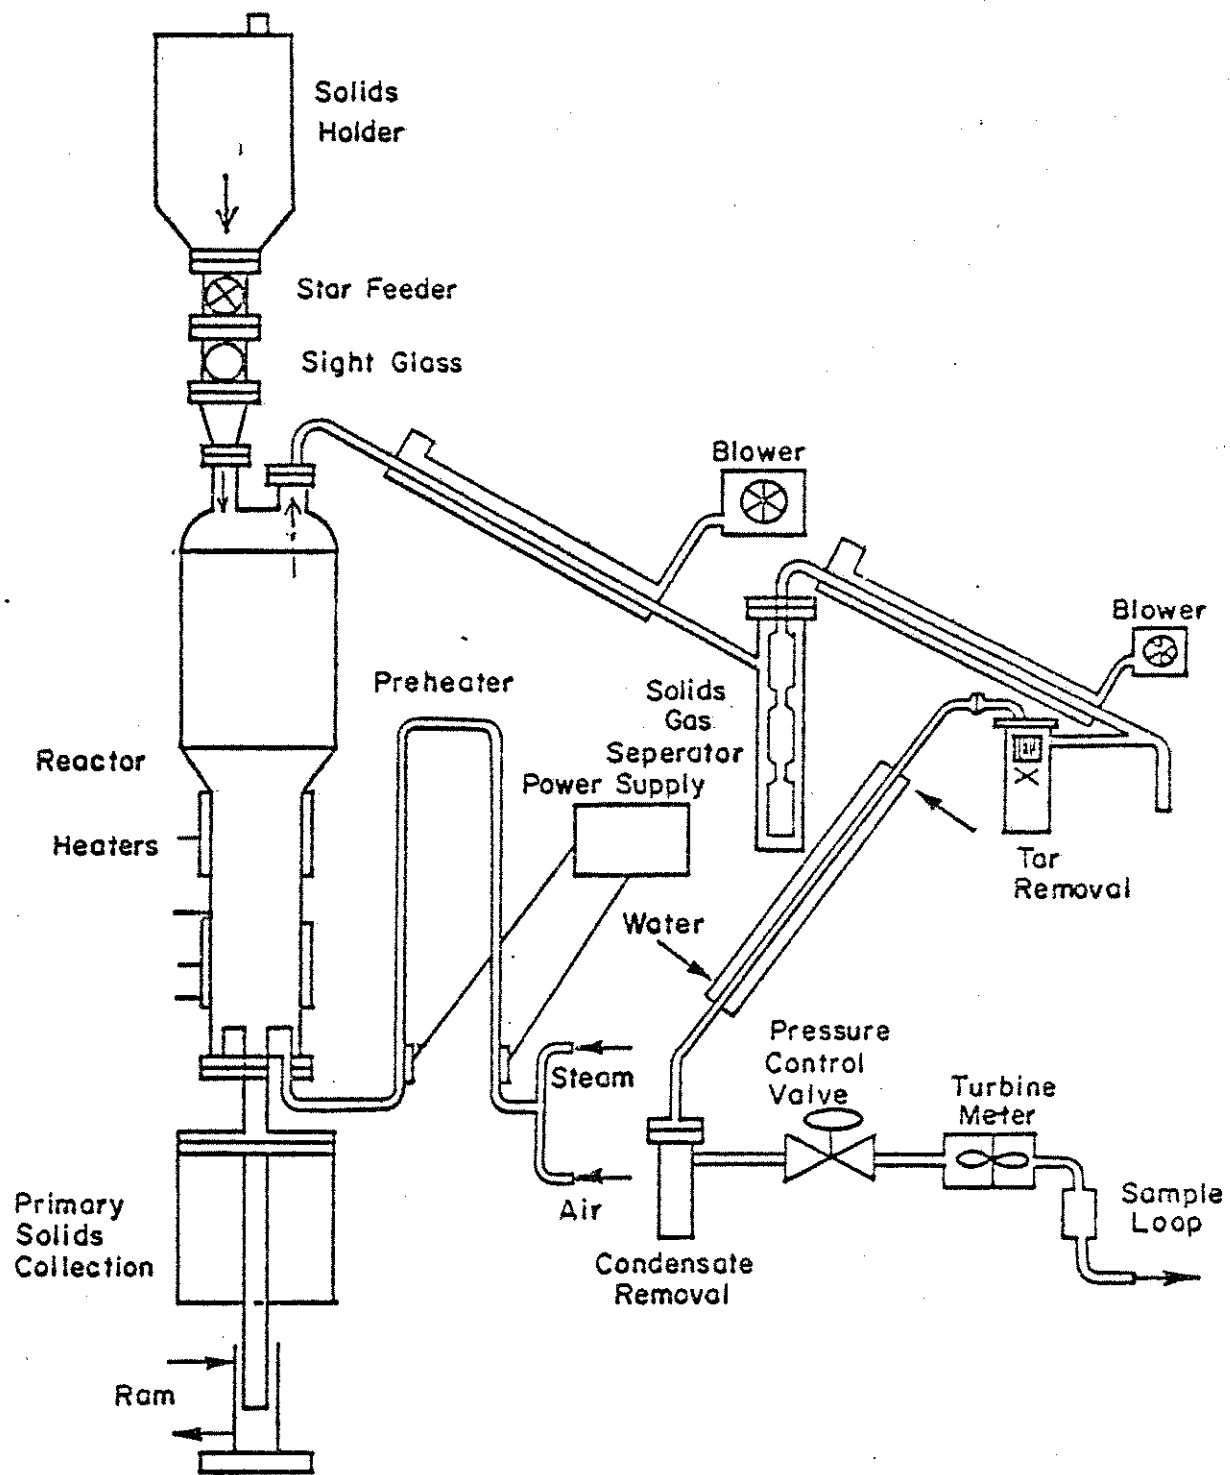 Solids
Holder
Star Feeder
Sight Glass
Blower
Blower
Preheater
Solids
Gas
Seperator
Power Supply
Reactor
Heaters
Tar
Removal
Water
Pressure
Control
Valve
Turbine
Meter
Steam
Air
Primary
Solids
Collection
Sample
Loop
Condensate
Removal
Ram